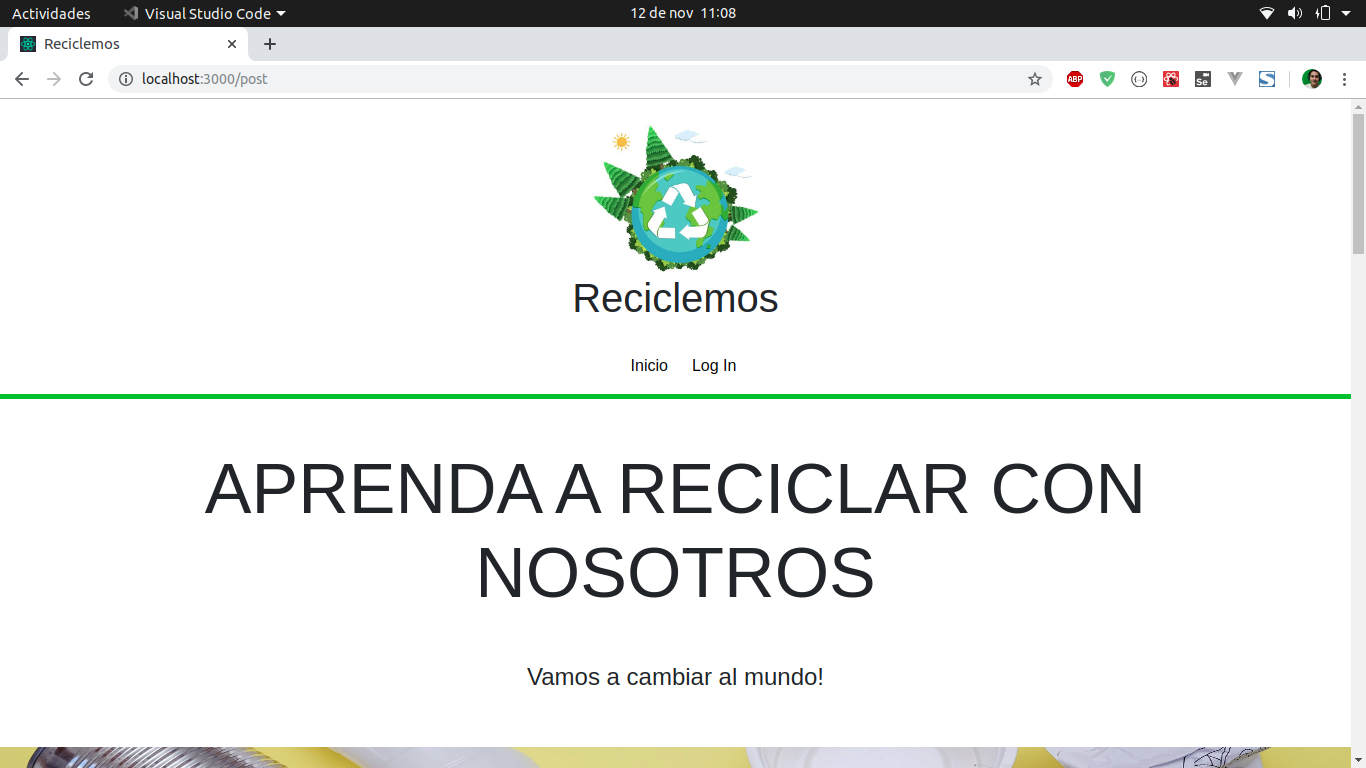 Actividades Visual Studio Code 12 de nov 11:08
Reciclemos
localhost:3000/post
ABP
Se
Reciclemos
Inicio Log In
APRENDA A RECICLAR CON
NOSOTROS
Vamos a cambiar al mundo!